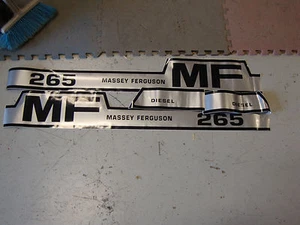 265 MASSEY FERGUSON MF
MF DIESEL DIESEL
MASSEY FERGUSON 265